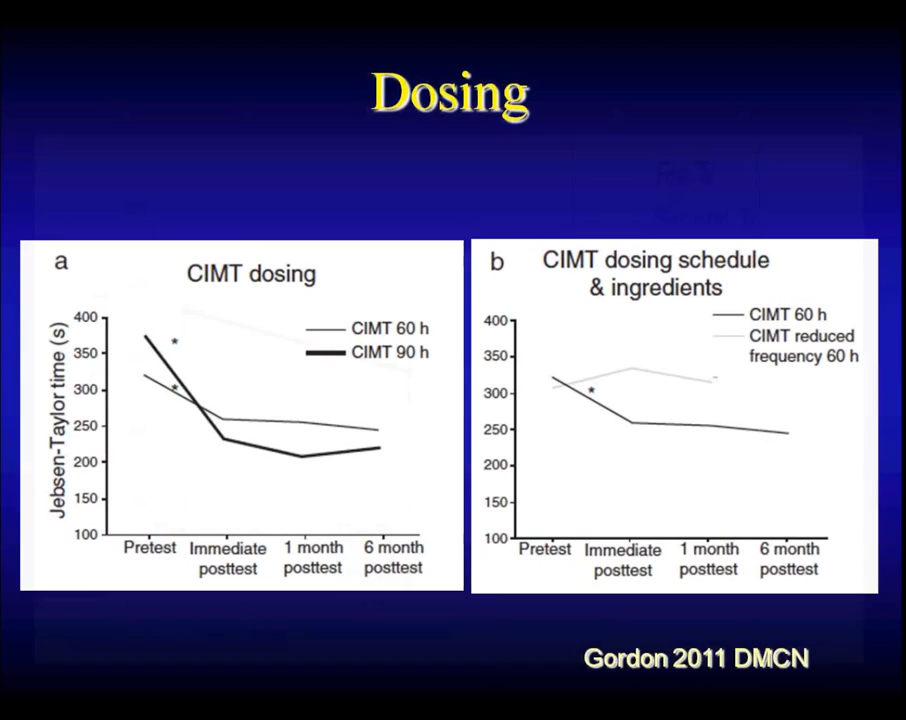 Dosing
a
CIMT dosing
Jebsen-Taylor time (s)
400
350
300
250
200
150
100
CIMT 60 h
CIMT 90 h
*
*
Pretest
Immediate
posttest
1 month
posttest
6 month
posttest
b
CIMT dosing schedule
& ingredients
400
350
300
250
200
150
100
CIMT 60 h
CIMT reduced
frequency 60 h
*
Pretest
Immediate
posttest
1 month
posttest
6 month
posttest
Gordon 2011 DMCN